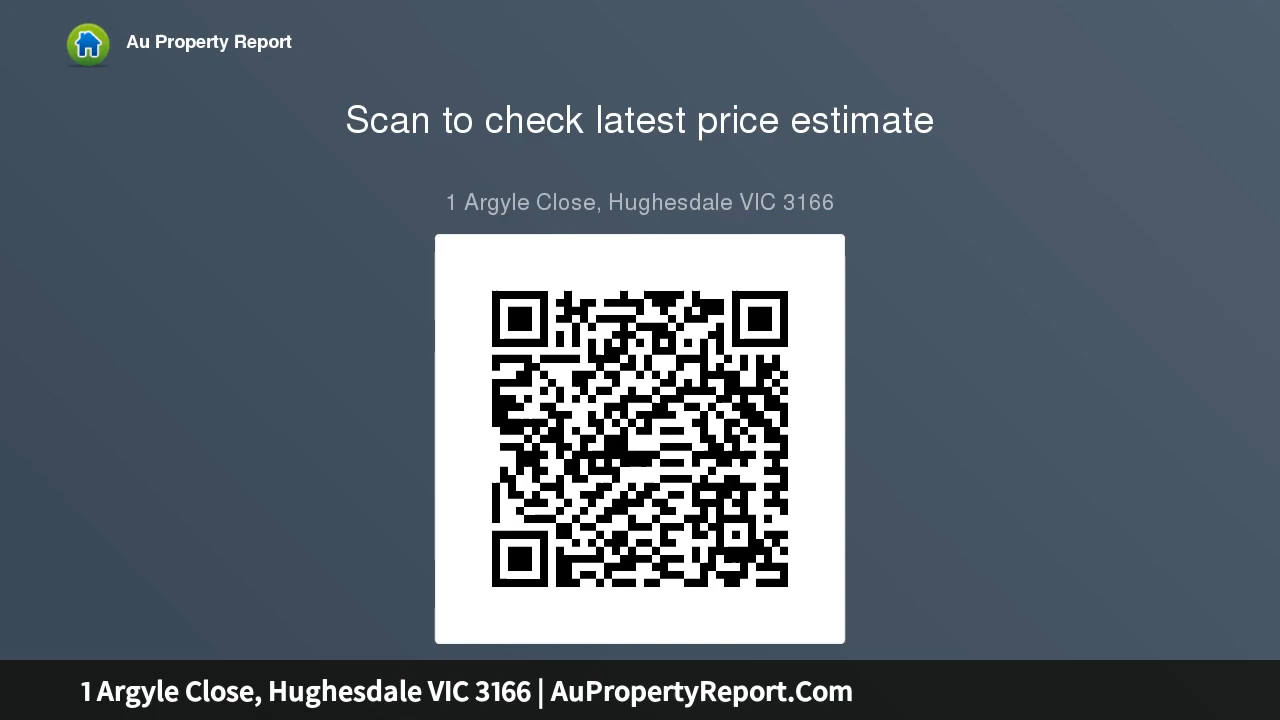 Au Property Report
Scan to check latest price estimate
1 Argyle Close, Hughesdale VIC 3166
1 Argyle Close, Hughesdale VIC 3166 | AuPropertyReport.Com